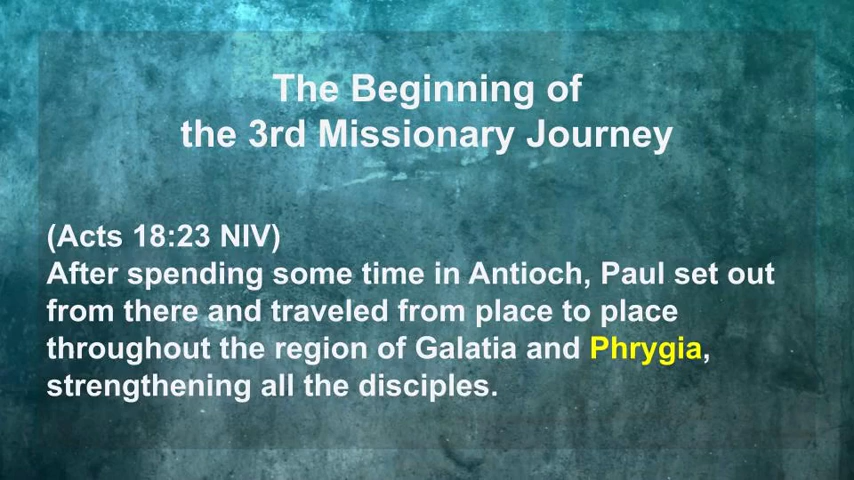 The Beginning of
the 3rd Missionary Journey
(Acts 18:23 NIV)
After spending some time in Antioch, Paul set out
from there and traveled from place to place
throughout the region of Galatia and Phrygia,
strengthening all the disciples.